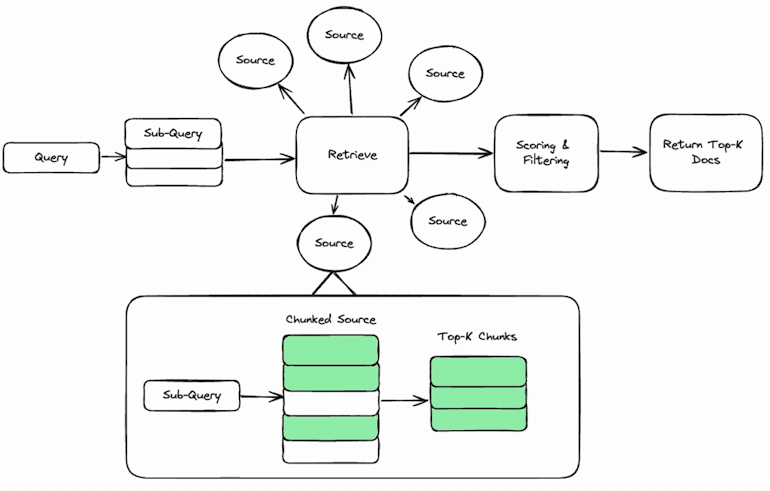 Source
Source
Source
Query
Sub-Query
Retrieve
Scoring &
Filtering
Return Top-K
Docs
Source
Source
Chunked Source
Top-K Chunks
Sub-Query